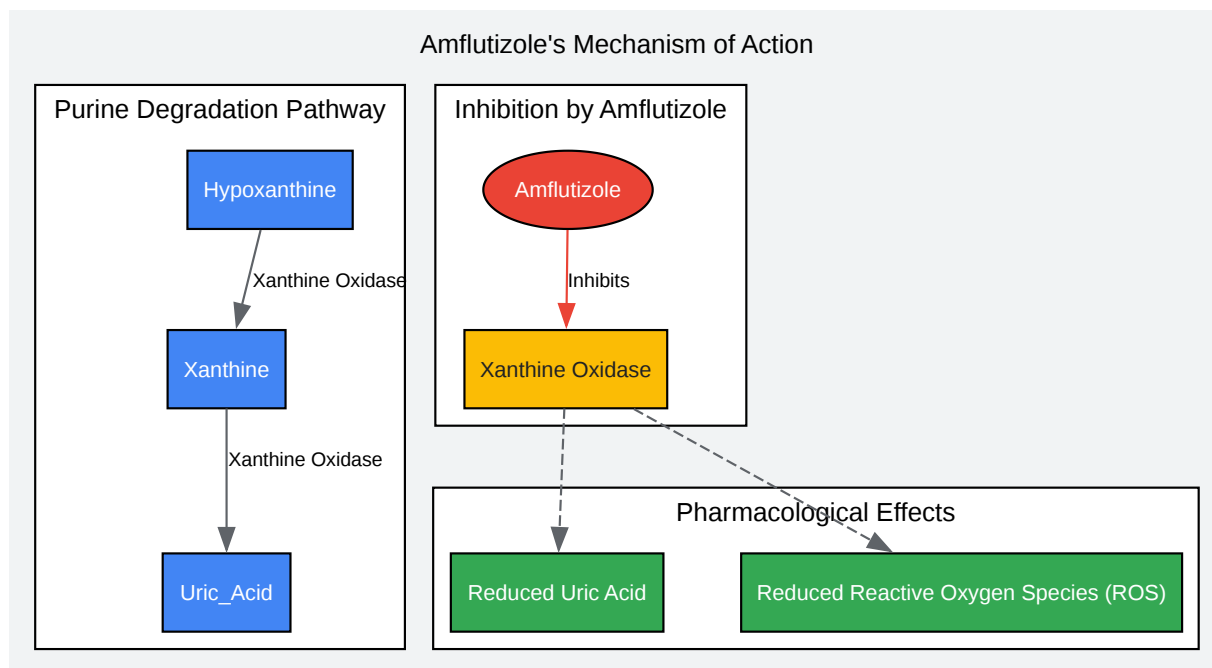 Amflutizole's Mechanism of Action
Purine Degradation Pathway
Hypoxanthine
Xanthine Oxidase
Xanthine
Xanthine Oxidase
Uric_Acid
Inhibition by Amflutizole
Amflutizole
Inhibits
Xanthine Oxidase
Pharmacological Effects
Reduced Uric Acid
Reduced Reactive Oxygen Species (ROS)